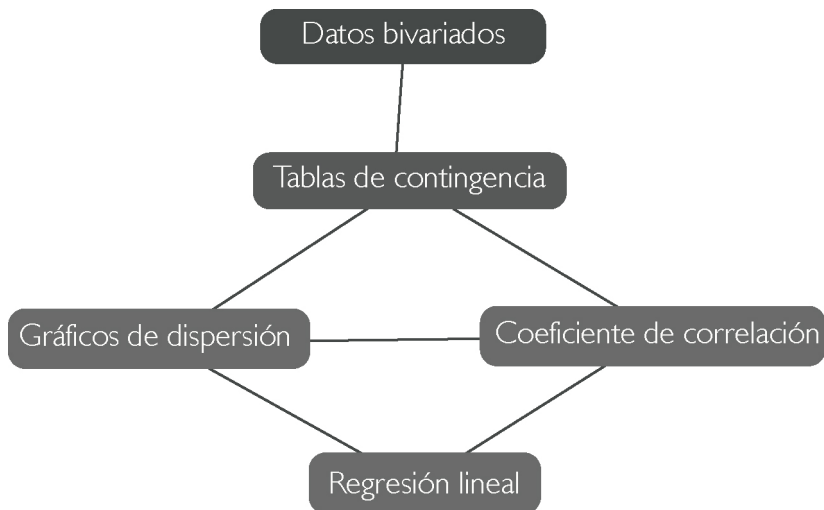 Datos bivariados
Tablas de contingencia
Gráficos de dispersión
Coeficiente de correlación
Regresión lineal